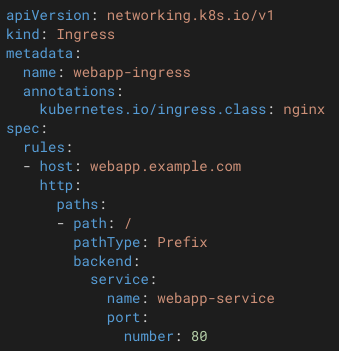 apiVersion: networking.k8s.io/v1
kind: Ingress
metadata:
  name: webapp-ingress
  annotations:
    kubernetes.io/ingress.class: nginx
spec:
  rules:
  - host: webapp.example.com
    http:
      paths:
      - path: /
        pathType: Prefix
        backend:
          service:
            name: webapp-service
            port:
              number: 80